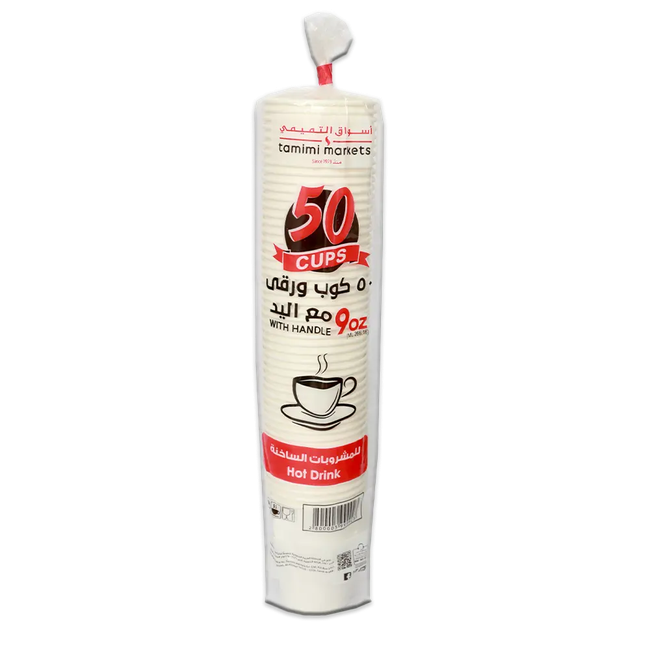 أسواق التميمي
tamimi markets
50
CUPS
٥٠ كوب ورقي
مع اليد
WITH HANDLE
9oz
للمشروبات الساخنة
Hot Drink